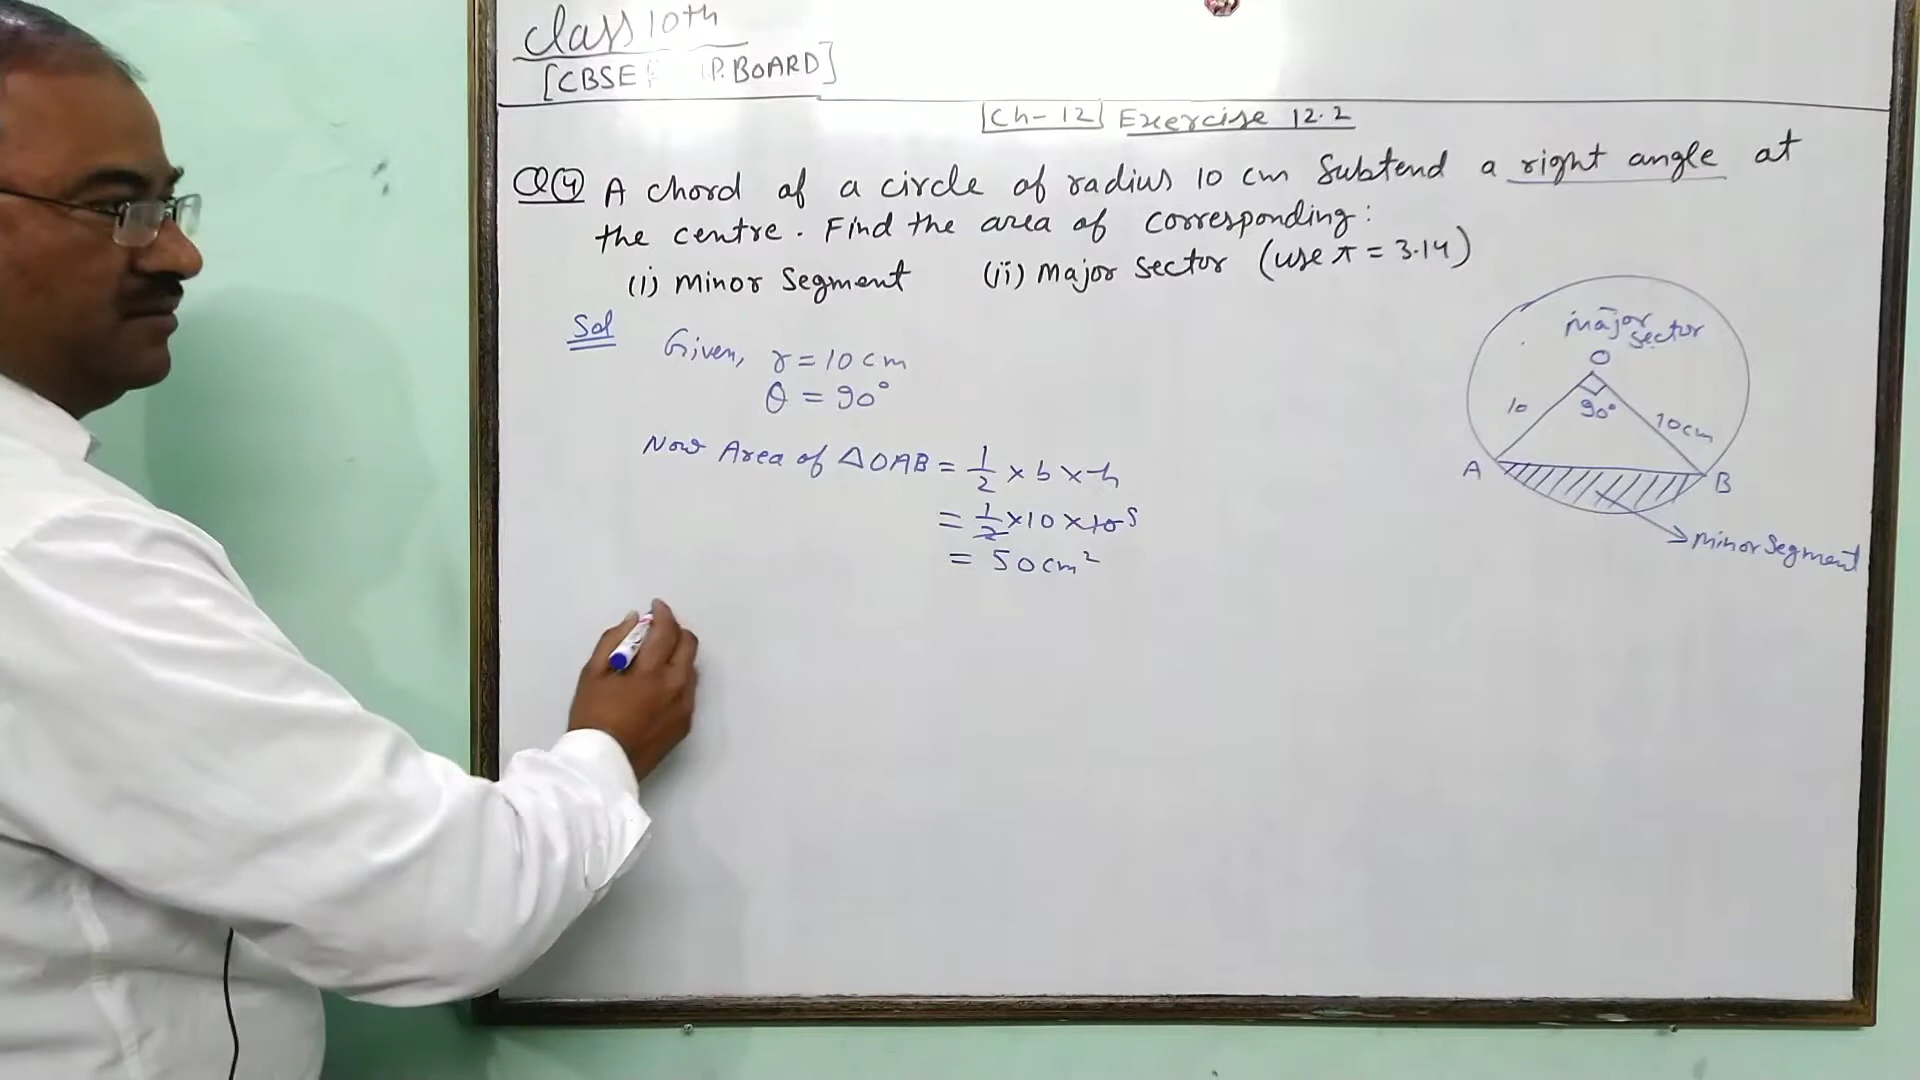 Class 10th
[CBSE P. BOARD]
Ch-12 Exercise 12.2
Q(4) A chord of a circle of radius 10 cm Subtend a right angle at
the centre. Find the area of corresponding:
(i) Minor Segment (ii) Major Sector (use π = 3.14)
Sol
Given, r = 10 cm
θ = 90°
Now Area of △OAB = 1/2 × b × h
= 1/2 × 10 × 10 5
= 50 cm²
Major
Sector
O
90°
10
10cm
A
B
Minor Segment